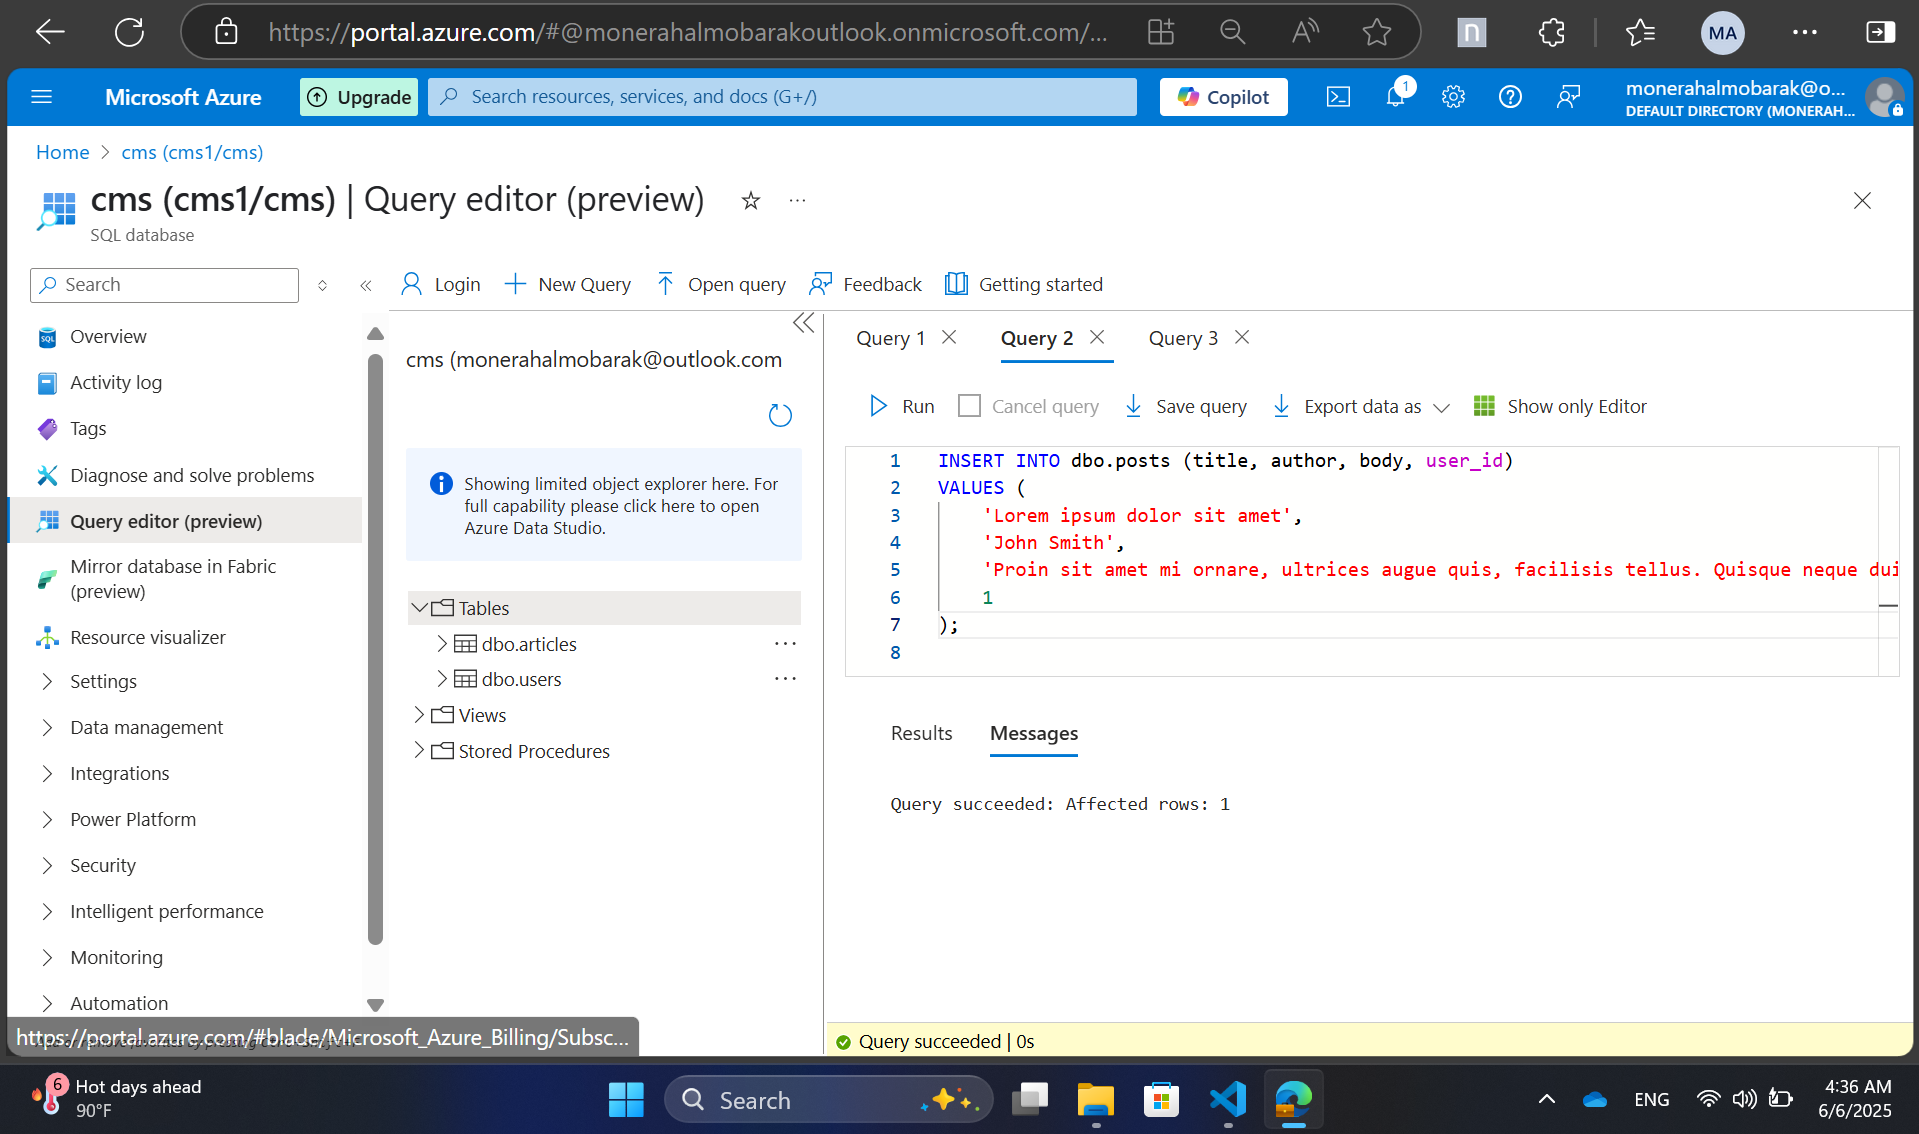 https://portal.azure.com/#@monerahalmobarakoutlook.onmicrosoft.com/...
MA
Microsoft Azure
Upgrade
Search resources, services, and docs (G+/)
Copilot
1
monerahalmobarak@o...
DEFAULT DIRECTORY (MONERAH...
Home > cms (cms1/cms)
cms (cms1/cms) | Query editor (preview)
SQL database
Search
Login
New Query
Open query
Feedback
Getting started
Overview
Activity log
Tags
Diagnose and solve problems
Query editor (preview)
Mirror database in Fabric
(preview)
Resource visualizer
Settings
Data management
Integrations
Power Platform
Security
Intelligent performance
Monitoring
Automation
https://portal.azure.com/#blade/Microsoft_Azure_Billing/Subsc...
cms (monerahalmobarak@outlook.com
Showing limited object explorer here. For
full capability please click here to open
Azure Data Studio.
Tables
dbo.articles
dbo.users
Views
Stored Procedures
Query 1
Query 2
Query 3
Run
Cancel query
Save query
Export data as
Show only Editor
1 INSERT INTO dbo.posts (title, author, body, user_id)
2 VALUES (
3 'Lorem ipsum dolor sit amet',
4 'John Smith',
5 'Proin sit amet mi ornare, ultrices augue quis, facilisis tellus. Quisque neque dui
6 1
7 );
8
Results
Messages
Query succeeded: Affected rows: 1
Query succeeded | 0s
6
Hot days ahead
90°F
Search
ENG
4:36 AM
6/6/2025